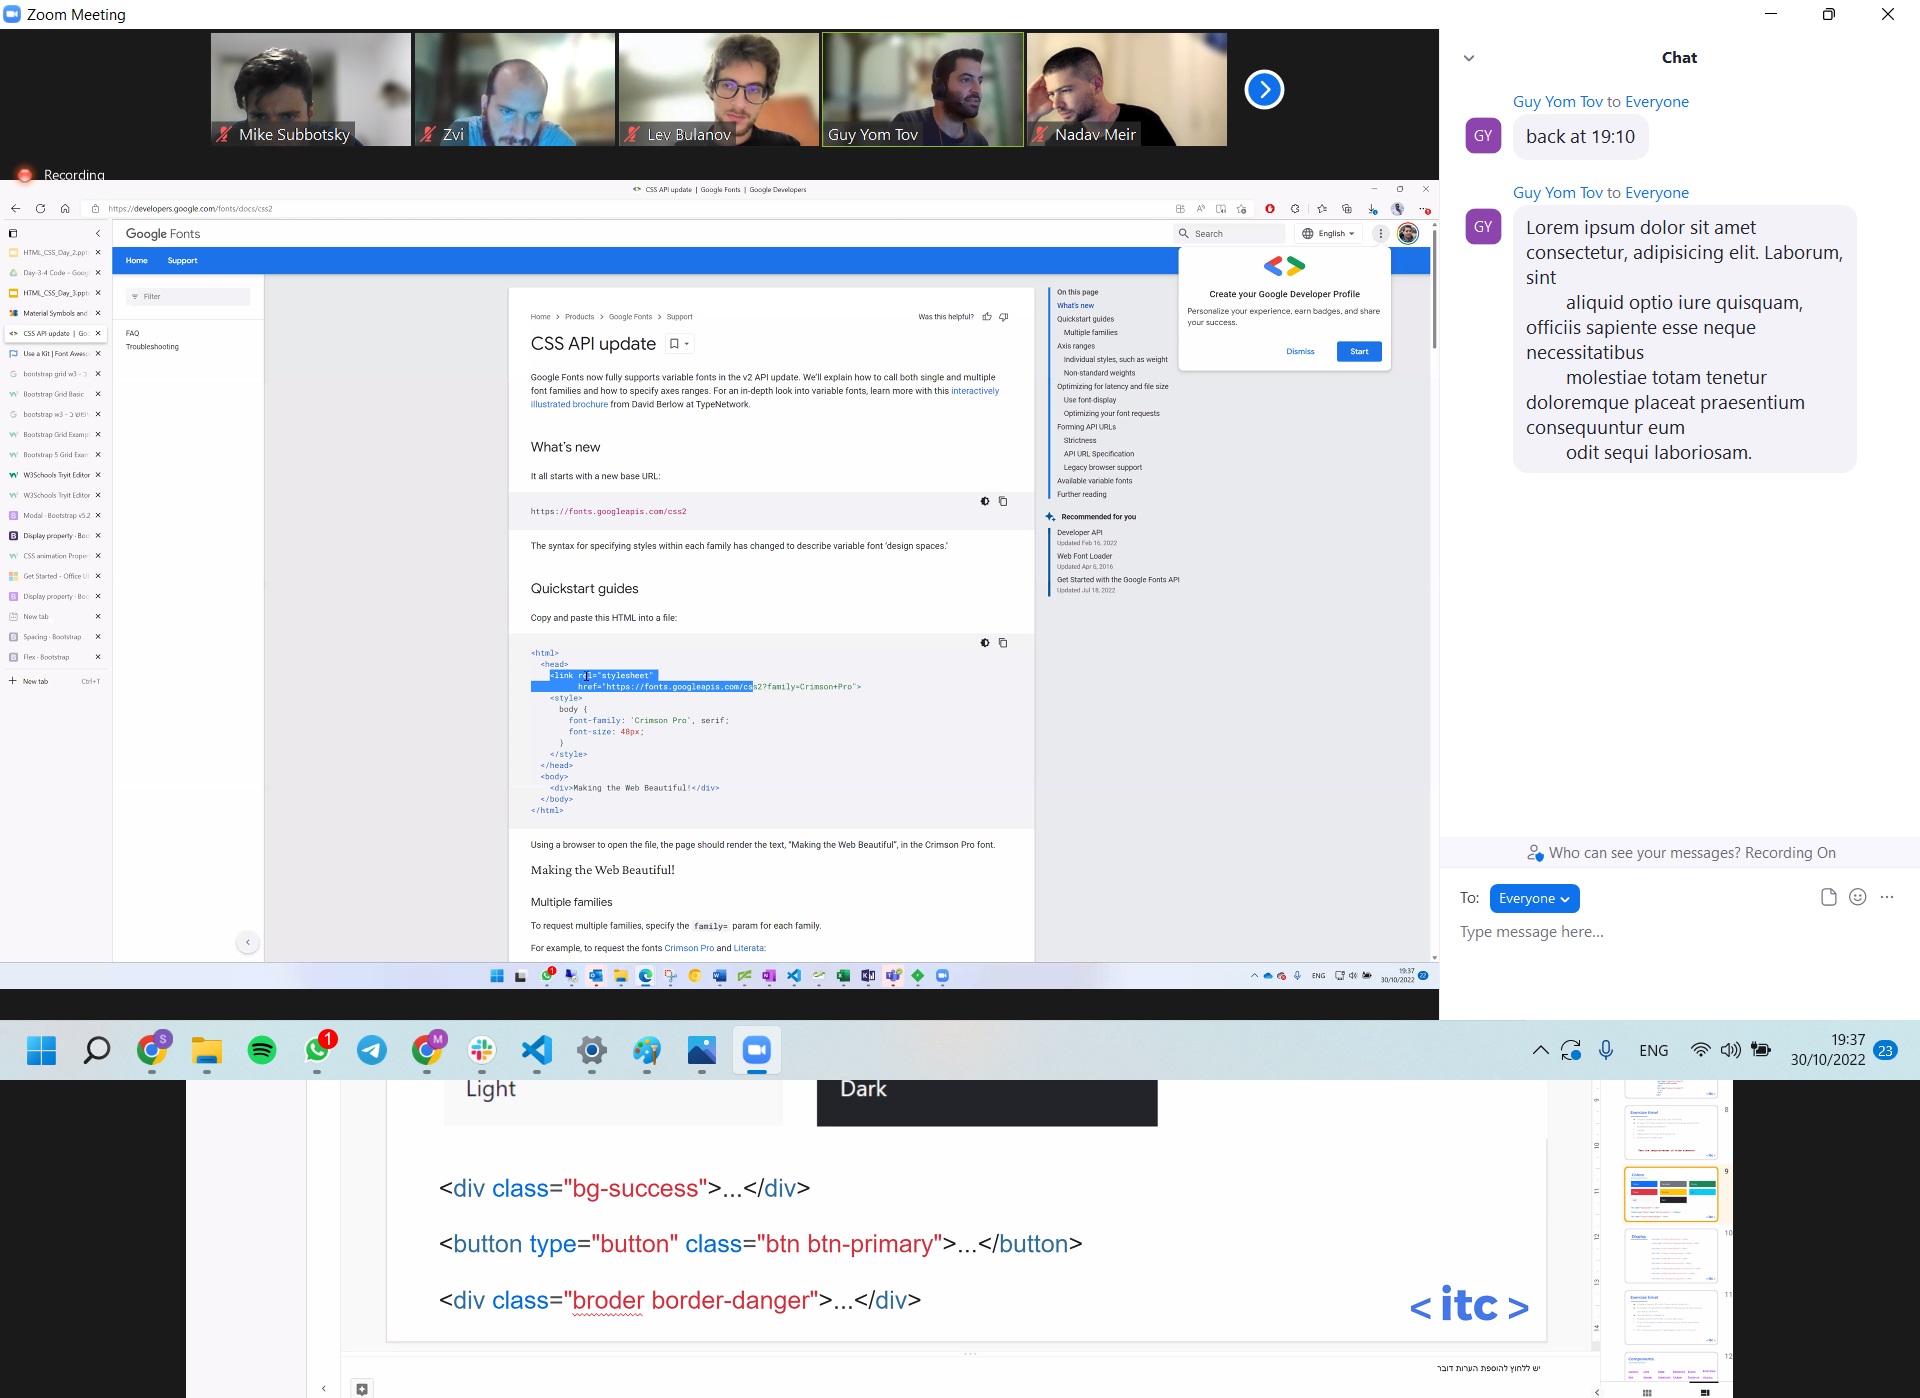 Zoom Meeting
Mike Subbotsky
Zvi
Lev Bulanov
Guy Yom Tov
Nadav Meir
Recording
CSS API update | Google Fonts | Google Developers
https://developers.google.com/fonts/docs/css2
Google Fonts
Search
English
Home
Support
HTML_CSS_Day_2.ppt
Day-3-4 Code - Goog
HTML_CSS_Day_3.ppt
Material Symbols and
CSS API update | Go
Use a Kit | Font Awes
bootstrap grid w3 -
Bootstrap Grid Basic
bootstrap w3 -
Bootstrap Grid Examp
Bootstrap 5 Grid Exam
W3Schools Tryit Editor
W3Schools Tryit Editor
Modal · Bootstrap v5.2
Display property · Boo
CSS animation Proper
Get Started - Office UI
Display property · Boo
New tab
Spacing · Bootstrap
Flex · Bootstrap
New tab Ctrl+T
Filter
FAQ
Troubleshooting
Home > Products > Google Fonts > Support
Was this helpful?
CSS API update
Google Fonts now fully supports variable fonts in the v2 API update. We'll explain how to call both single and multiple
font families and how to specify axes ranges. For an in-depth look into variable fonts, learn more with this interactively
illustrated brochure from David Berlow at TypeNetwork.
What's new
It all starts with a new base URL:
https://fonts.googleapis.com/css2
The syntax for specifying styles within each family has changed to describe variable font 'design spaces.'
Quickstart guides
Copy and paste this HTML into a file:
<html>
<head>
<link rel="stylesheet"
href="https://fonts.googleapis.com/css2?family=Crimson+Pro">
<style>
body {
font-family: 'Crimson Pro', serif;
font-size: 48px;
}
</style>
</head>
<body>
<div>Making the Web Beautiful!</div>
</body>
</html>
Using a browser to open the file, the page should render the text, "Making the Web Beautiful", in the Crimson Pro font.
Making the Web Beautiful!
Multiple families
To request multiple families, specify the family= param for each family.
For example, to request the fonts Crimson Pro and Literata:
On this page
What's new
Quickstart guides
Multiple families
Axis ranges
Individual styles, such as weight
Non-standard weights
Optimizing for latency and file size
Use font-display
Optimizing your font requests
Forming API URLs
Strictness
API URL Specification
Legacy browser support
Available variable fonts
Further reading
Recommended for you
Developer API
Updated Feb 16, 2022
Web Font Loader
Updated Apr 6, 2016
Get Started with the Google Fonts API
Updated Jul 18, 2022
Create your Google Developer Profile
Personalize your experience, earn badges, and share
your success.
Dismiss
Start
ENG
19:37
30/10/2022
22
Chat
Guy Yom Tov to Everyone
GY
back at 19:10
Guy Yom Tov to Everyone
GY
Lorem ipsum dolor sit amet
consectetur, adipisicing elit. Laborum,
sint
aliquid optio iure quisquam,
officiis sapiente esse neque
necessitatibus
molestiae totam tenetur
doloremque placeat praesentium
consequuntur eum
odit sequi laboriosam.
Who can see your messages? Recording On
To: Everyone
Type message here...
S
1
M
ENG
19:37
30/10/2022
23
Light
Dark
<div class="bg-success">...</div>
<button type="button" class="btn btn-primary">...</button>
<div class="broder border-danger">...</div>
<itc>
יש ללחוץ להוספת הערות דובר
9
10
11
12
13
14
8
Exercise time!
9
Colors
10
Display
11
Exercise time!
12
Components